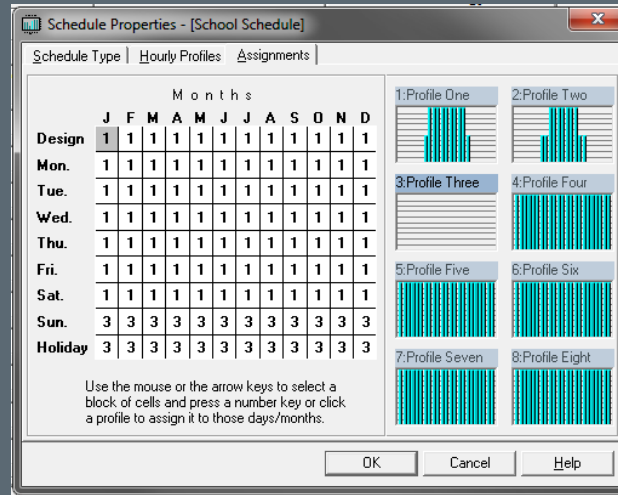 Schedule Properties - [School Schedule]
Schedule Type Hourly Profiles Assignments
Months
J F M A M J J A S O N D
Design 1 1 1 1 1 1 1 1 1 1 1 1
Mon. 1 1 1 1 1 1 1 1 1 1 1 1
Tue. 1 1 1 1 1 1 1 1 1 1 1 1
Wed. 1 1 1 1 1 1 1 1 1 1 1 1
Thu. 1 1 1 1 1 1 1 1 1 1 1 1
Fri. 1 1 1 1 1 1 1 1 1 1 1 1
Sat. 1 1 1 1 1 1 1 1 1 1 1 1
Sun. 3 3 3 3 3 3 3 3 3 3 3 3
Holiday 3 3 3 3 3 3 3 3 3 3 3 3
Use the mouse or the arrow keys to select a
block of cells and press a number key or click
a profile to assign it to those days/months.
1:Profile One 2:Profile Two
3:Profile Three 4:Profile Four
5:Profile Five 6:Profile Six
7:Profile Seven 8:Profile Eight
OK Cancel Help